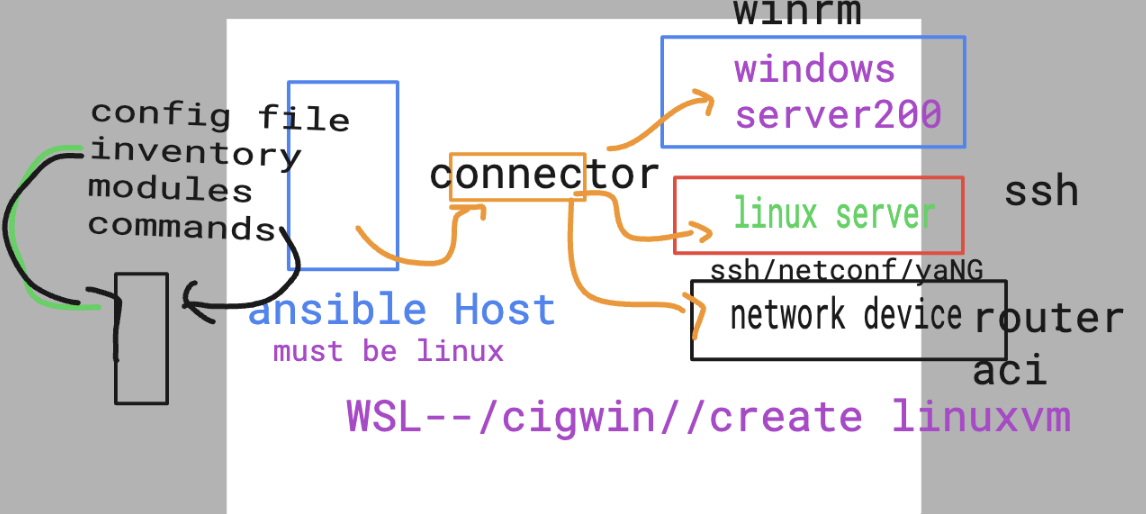 winrm
windows
server200
config file
inventory
modules
commands
connector
ssh
linux server
ssh/netconf/yaNG
ansible Host
network device
router
must be linux
aci
WSL--/cigwin//create linuxvm